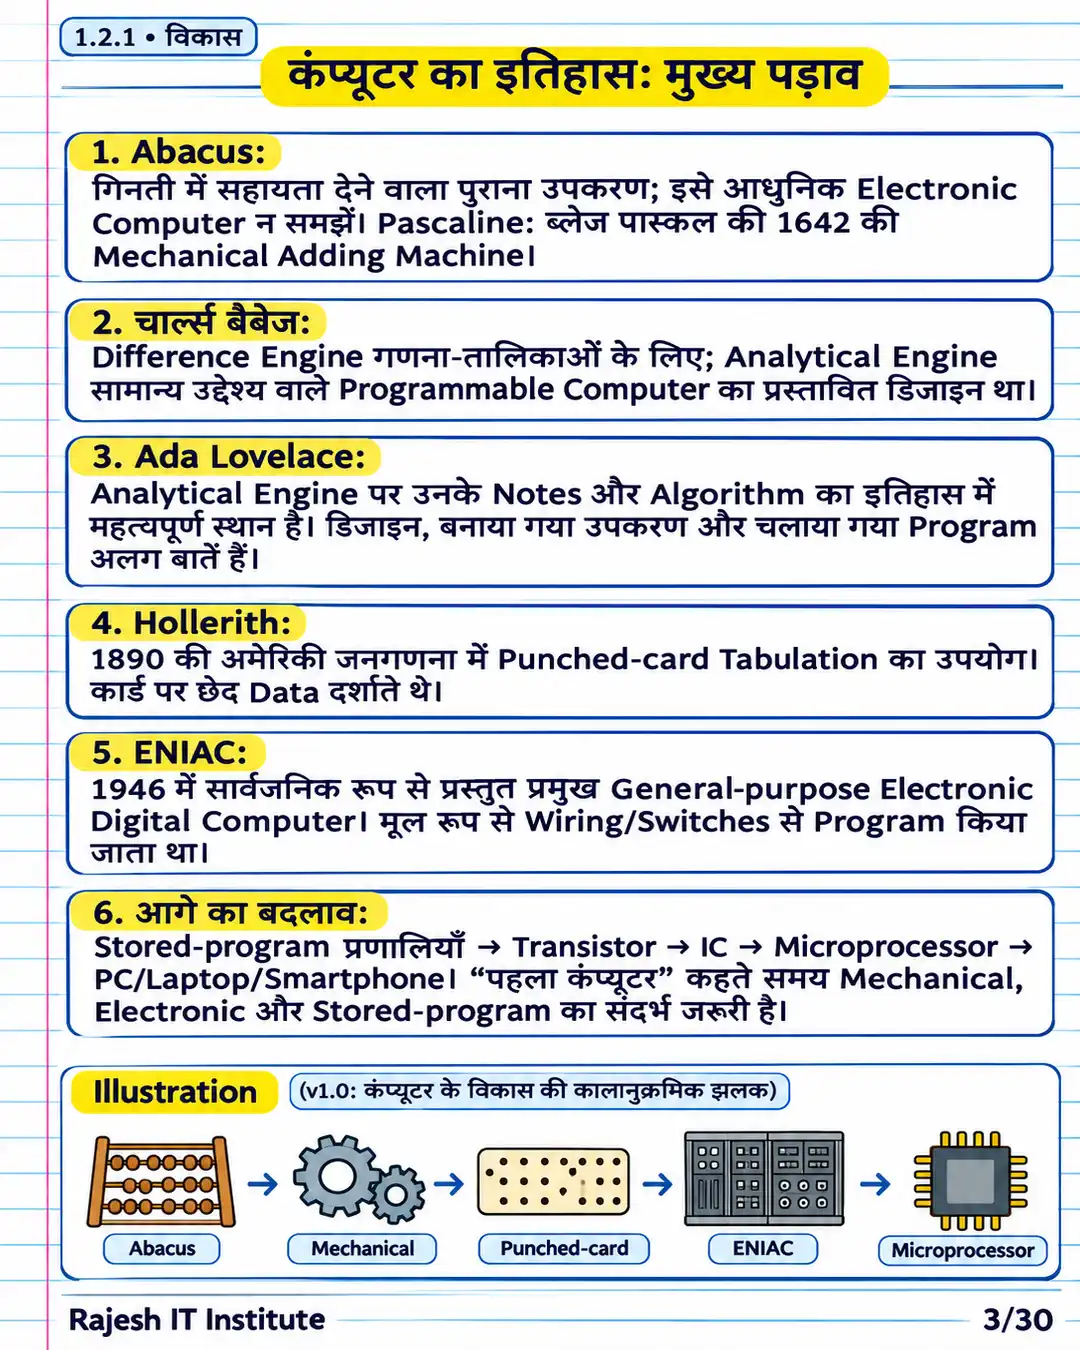 1.2.1 • विकास
कंप्यूटर का इतिहास: मुख्य पड़ाव
1. Abacus:
गिनती में सहायता देने वाला पुराना उपकरण; इसे आधुनिक Electronic
Computer न समझें। Pascaline: ब्लेज पास्कल की 1642 की
Mechanical Adding Machine।
2. चार्ल्स बैबेज:
Difference Engine गणना-तालिकाओं के लिए; Analytical Engine
सामान्य उद्देश्य वाले Programmable Computer का प्रस्तावित डिजाइन था।
3. Ada Lovelace:
Analytical Engine पर उनके Notes और Algorithm का इतिहास में
महत्वपूर्ण स्थान है। डिजाइन, बनाया गया उपकरण और चलाया गया Program
अलग बातें हैं।
4. Hollerith:
1890 की अमेरिकी जनगणना में Punched-card Tabulation का उपयोग।
कार्ड पर छेद Data दर्शाते थे।
5. ENIAC:
1946 में सार्वजनिक रूप से प्रस्तुत प्रमुख General-purpose Electronic
Digital Computer। मूल रूप से Wiring/Switches से Program किया
जाता था।
6. आगे का बदलाव:
Stored-program प्रणालियाँ → Transistor → IC → Microprocessor →
PC/Laptop/Smartphone। “पहला कंप्यूटर” कहते समय Mechanical,
Electronic और Stored-program का संदर्भ जरूरी है।
Illustration (v1.0: कंप्यूटर के विकास की कालानुक्रमिक झलक)
Abacus Mechanical Punched-card ENIAC Microprocessor
Rajesh IT Institute 3/30